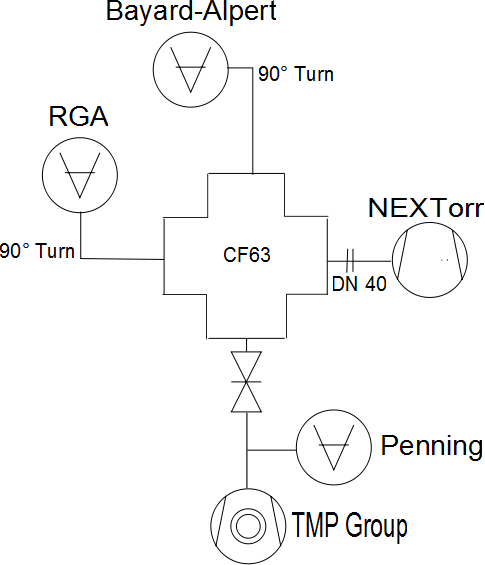 Bayard-Alpert
90° Turn
RGA
NEXTorr
90° Turn
CF63
DN 40
Penning
TMP Group